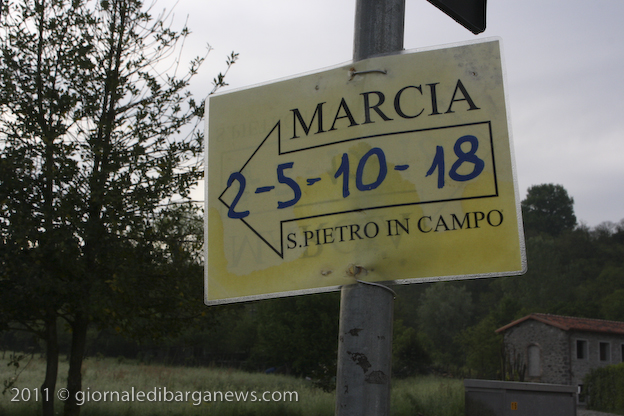 MARCIA
2-5-10-18
S.PIETRO IN CAMPO
2011 © giornaledibarganews.com